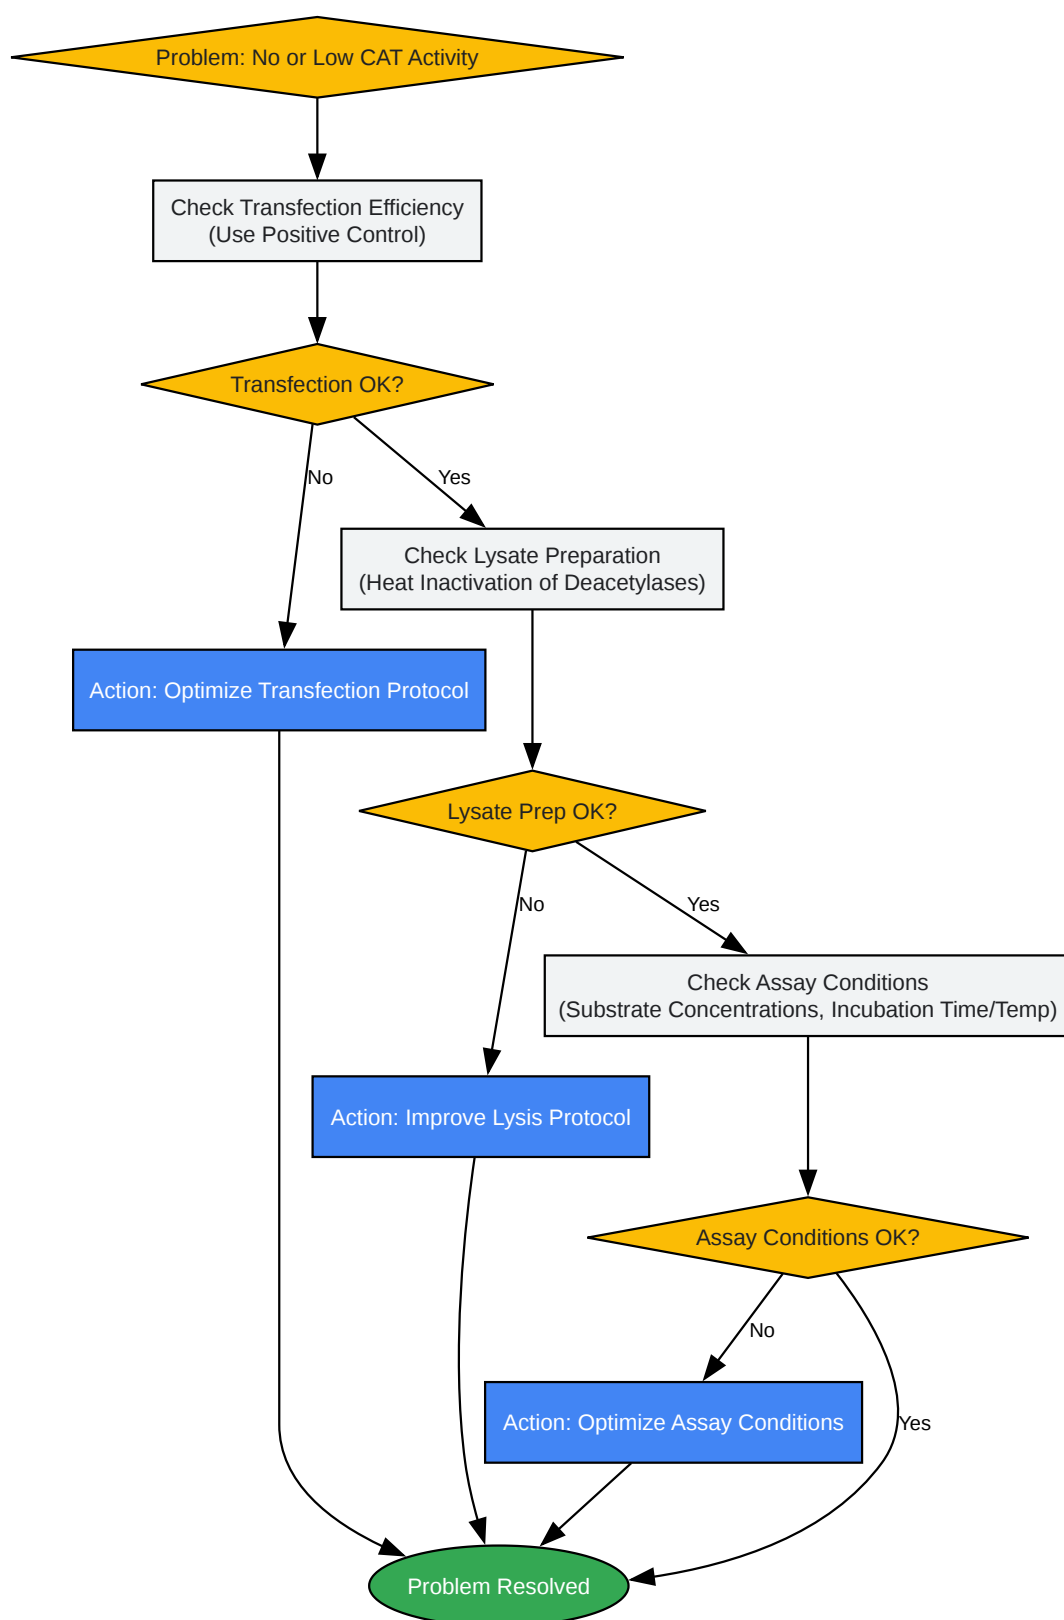 Problem: No or Low CAT Activity
Check Transfection Efficiency
(Use Positive Control)
Transfection OK?
No
Yes
Check Lysate Preparation
(Heat Inactivation of Deacetylases)
Action: Optimize Transfection Protocol
Lysate Prep OK?
No
Yes
Check Assay Conditions
(Substrate Concentrations, Incubation Time/Temp)
Action: Improve Lysis Protocol
Assay Conditions OK?
No
Yes
Action: Optimize Assay Conditions
Problem Resolved